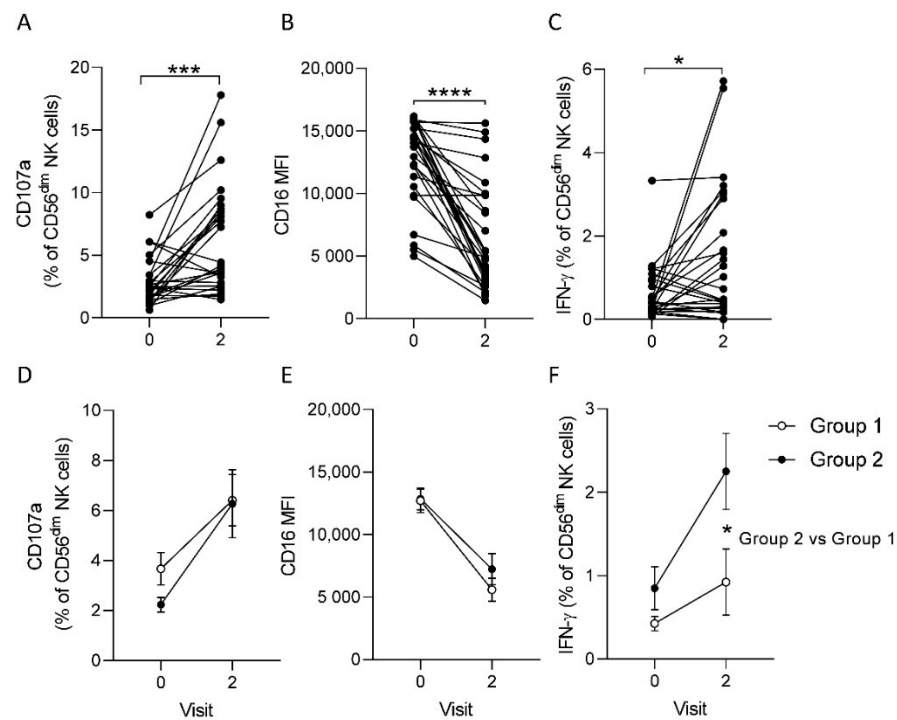 A
B
C
20
15
10
5
0
CD107a
(% of CD56dim NK cells)
***
0
2
20,000
15,000
10,000
5 000
0
CD16 MFI
****
0
2
6
4
2
0
IFN-γ (% of CD56dim NK cells)
*
0
2
D
E
F
10
8
6
4
2
0
CD107a
(% of CD56dim NK cells)
0
2
Visit
20,000
15,000
10,000
5 000
0
CD16 MFI
0
2
Visit
3
2
1
0
IFN-γ (% of CD56dim NK cells)
*
Group 2 vs Group 1
0
2
Visit
Group 1
Group 2